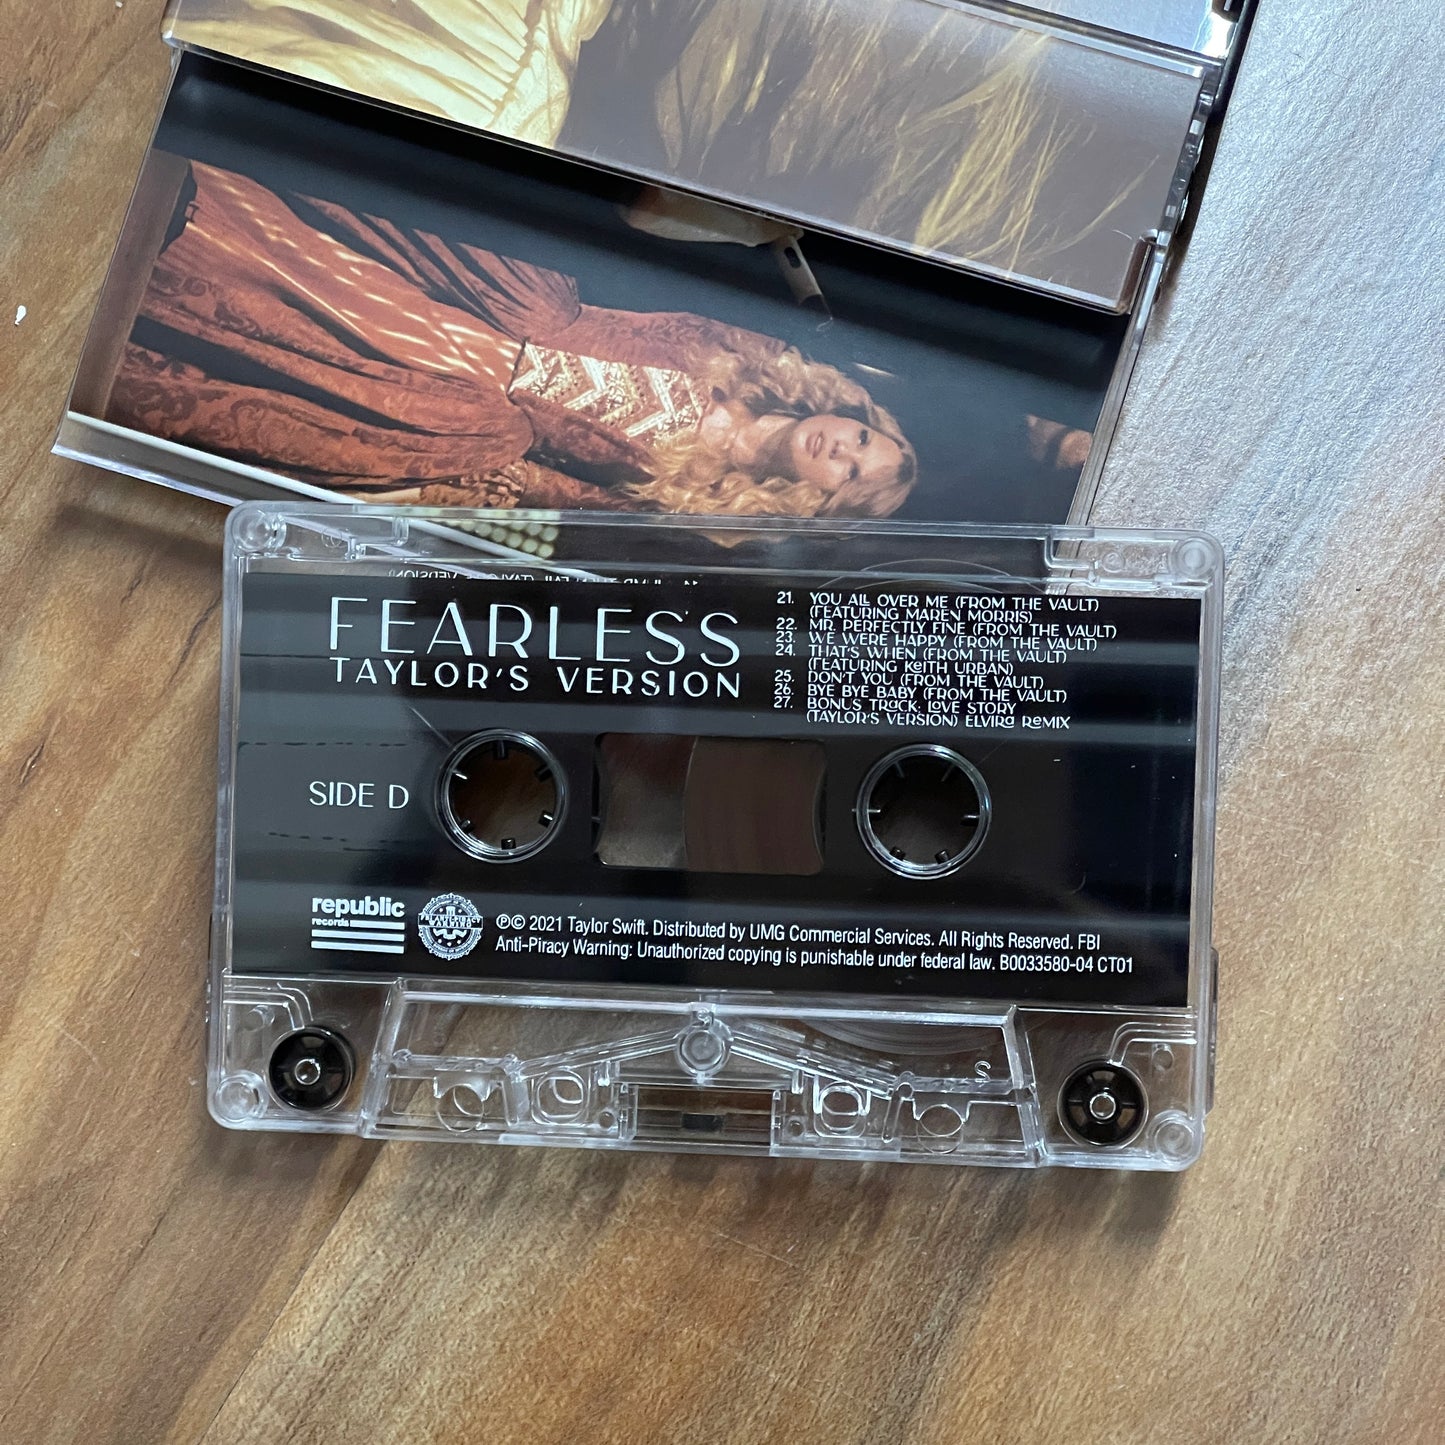 FEARLESS
TAYLOR'S VERSION
21. YOU ALL OVER ME (FROM THE VAULT)
(FEATURING MAREN MORRIS)
22. MR. PERFECTLY FINE (FROM THE VAULT)
23. WE WERE HAPPY (FROM THE VAULT)
24. THAT'S WHEN (FROM THE VAULT)
(FEATURING KEITH URBAN)
25. DON'T YOU (FROM THE VAULT)
26. BYE BYE BABY (FROM THE VAULT)
27. BONUS TRACK: LOVE STORY
(TAYLOR'S VERSION) ELVIRA REMIX
SIDE D
republic
records
FBI ANTI-PIRACY
WARNING
℗© 2021 Taylor Swift. Distributed by UMG Commercial Services. All Rights Reserved. FBI
Anti-Piracy Warning: Unauthorized copying is punishable under federal law. B0033580-04 CT01